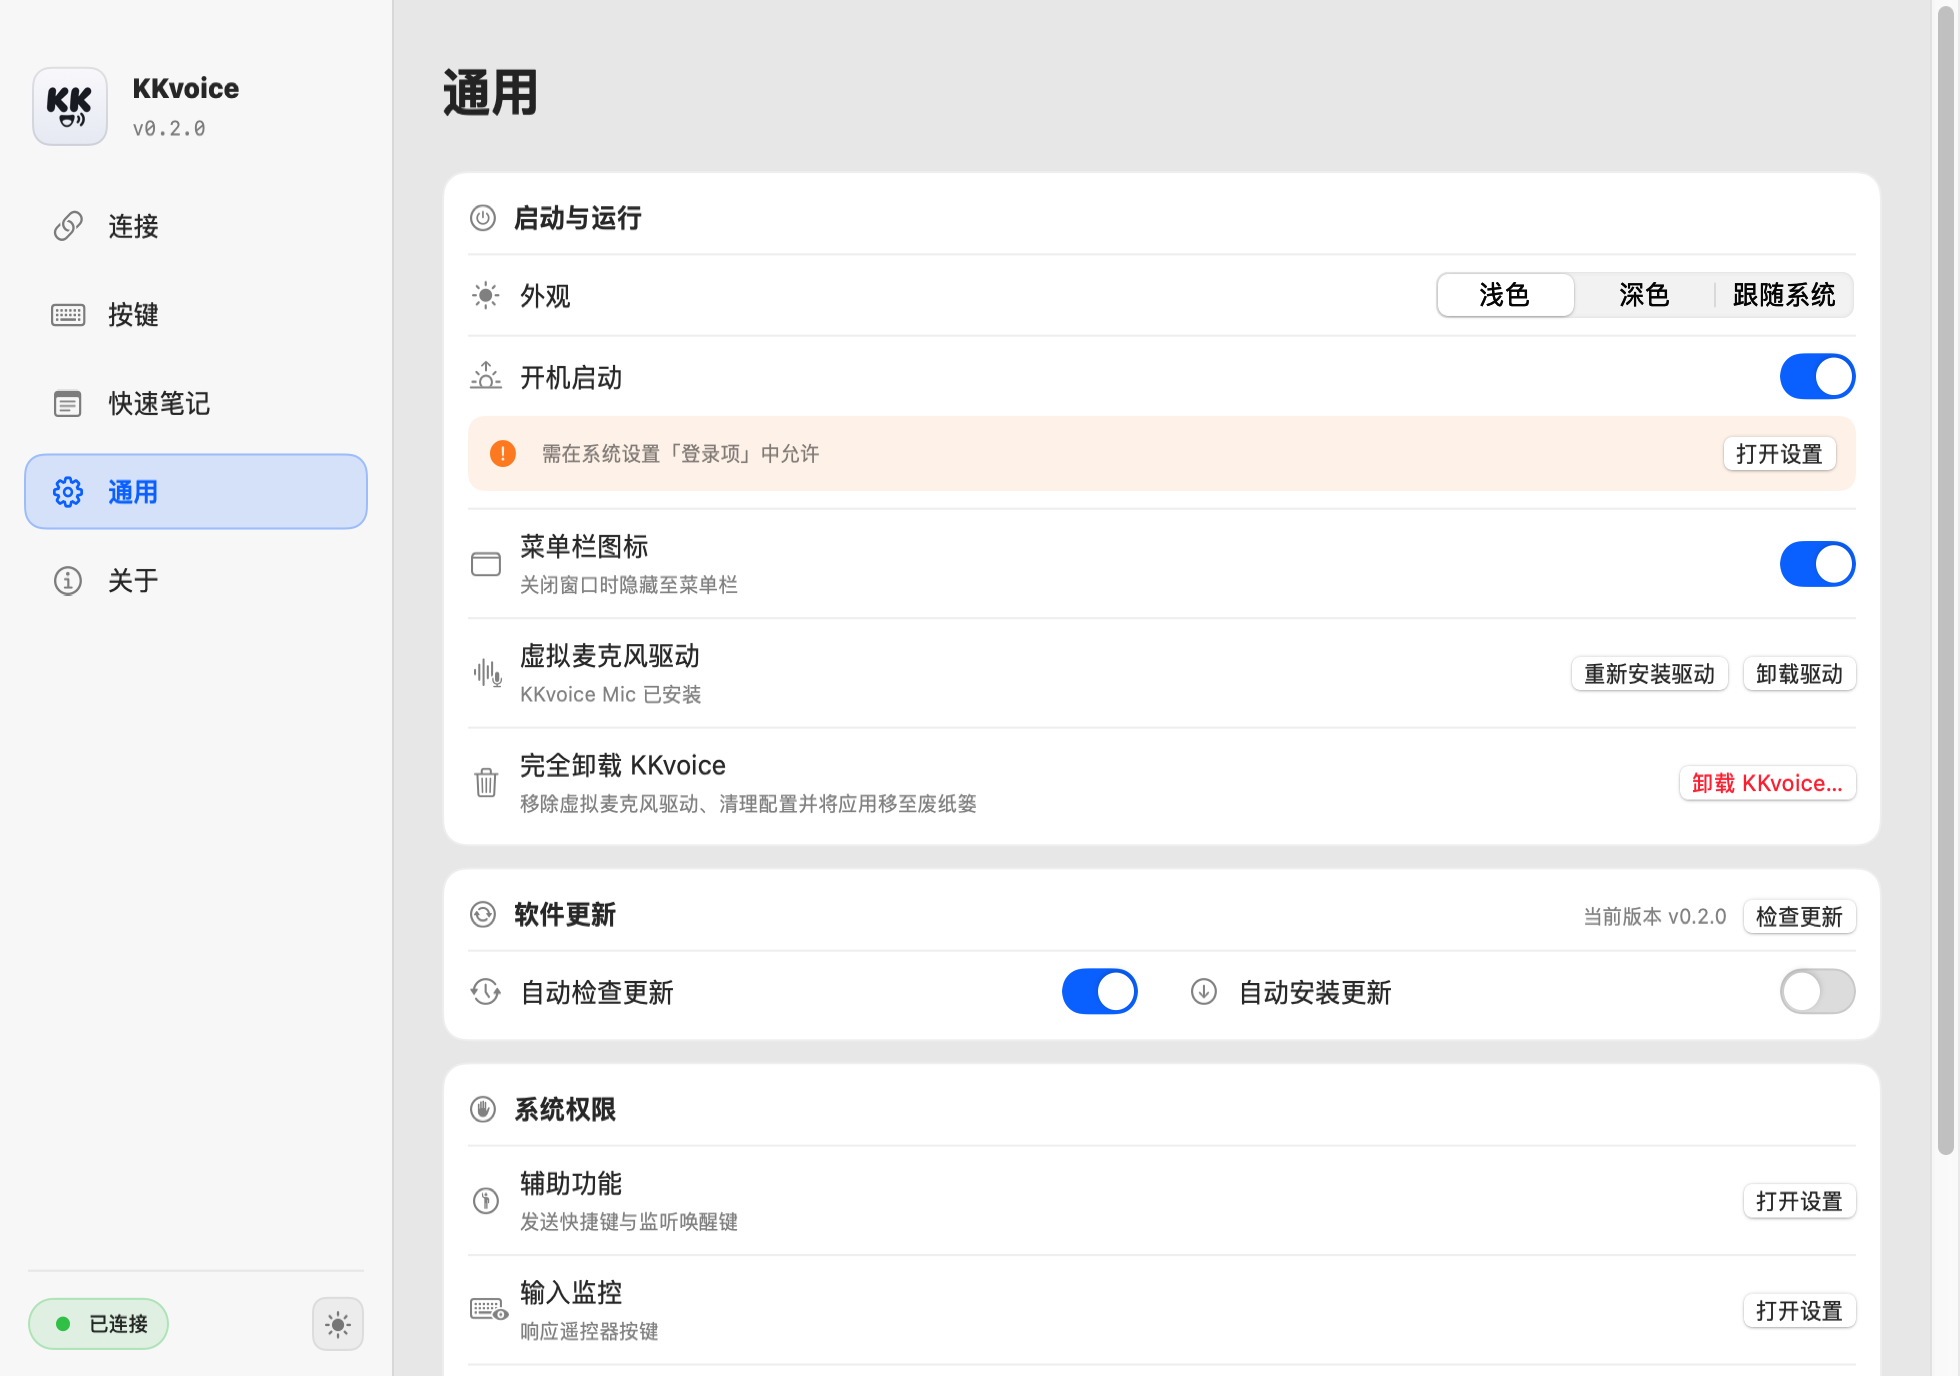 KK
KKvoice
v0.2.0
连接
按键
快速笔记
通用
关于
已连接
通用
启动与运行
外观
浅色
深色
跟随系统
开机启动
需在系统设置「登录项」中允许
打开设置
菜单栏图标
关闭窗口时隐藏至菜单栏
虚拟麦克风驱动
KKvoice Mic 已安装
重新安装驱动
卸载驱动
完全卸载 KKvoice
移除虚拟麦克风驱动、清理配置并将应用移至废纸篓
卸载 KKvoice...
软件更新
当前版本 v0.2.0
检查更新
自动检查更新
自动安装更新
系统权限
辅助功能
发送快捷键与监听唤醒键
打开设置
输入监控
响应遥控器按键
打开设置